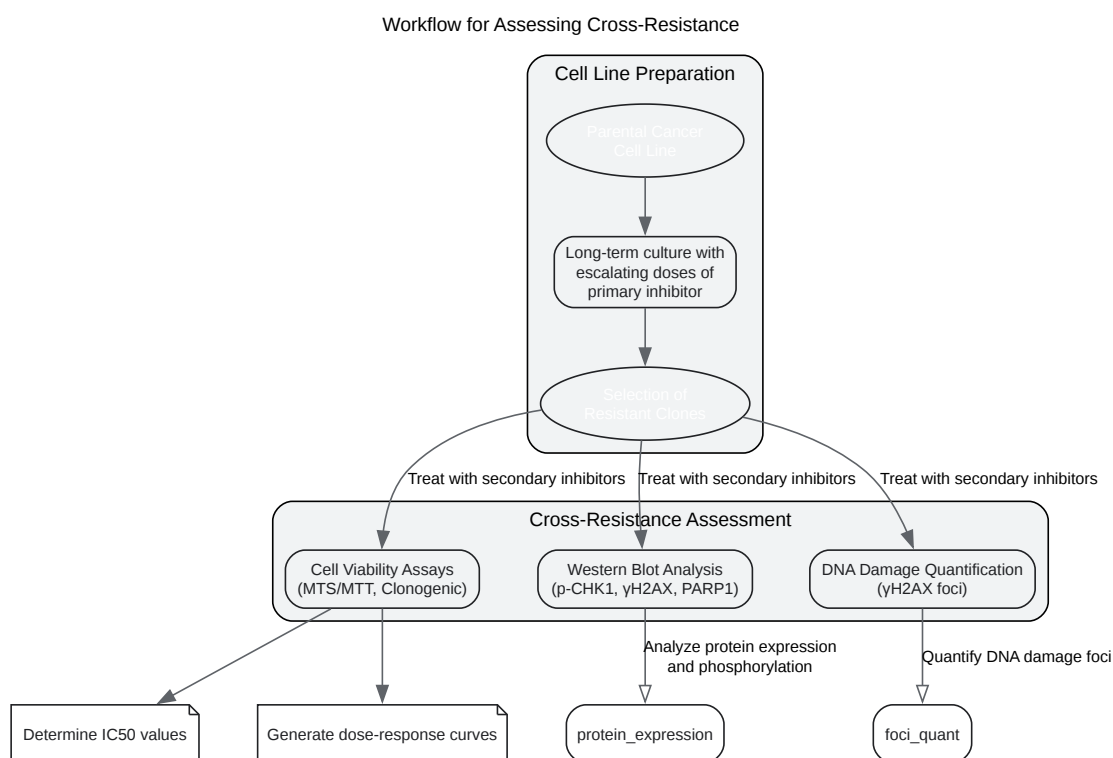 Workflow for Assessing Cross-Resistance
Cell Line Preparation
Parental Cancer
Cell Line
Long-term culture with
escalating doses of
primary inhibitor
Selection of
Resistant Clones
Treat with secondary inhibitors
Treat with secondary inhibitors
Treat with secondary inhibitors
Cross-Resistance Assessment
Cell Viability Assays
(MTS/MTT, Clonogenic)
Western Blot Analysis
(p-CHK1, γH2AX, PARP1)
DNA Damage Quantification
(γH2AX foci)
Analyze protein expression
and phosphorylation
Quantify DNA damage foci
Determine IC50 values
Generate dose-response curves
protein_expression
foci_quant